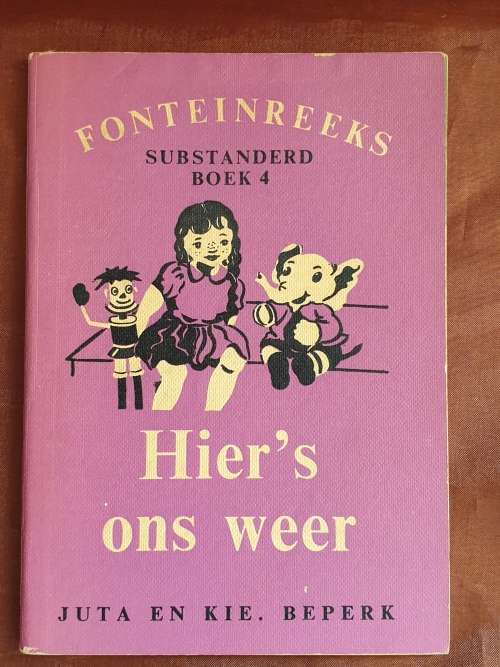 FONTEINREEKS
SUBSTANDERD
BOEK 4
Hier's
ons weer
JUTA EN KIE. BEPERK